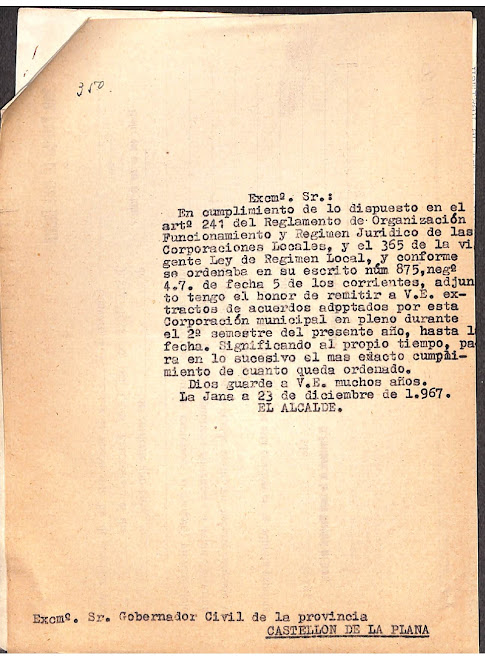 350.
Excmº. Sr.:
En cumplimiento de lo dispuesto en el
artº 241 del Reglamento de Organización
Funcionamiento y Regimen Juridico de las
Corporaciones Locales, y el 365 de la vi
gente Ley de Regimen Local, y conforme
se ordenaba en su escrito núm 875,negº
4.7. de fecha 5 de los corrientes, adjun
to tengo el honor de remitir a V.E. ex-
tractos de acuerdos adoptados por esta
Corporación municipal en pleno durante
el 2º semestre del presente año, hasta l
fecha. Significando al propio tiempo, pa
ra en lo sucesivo el mas exacto cumpli-
miento de cuanto queda ordenado.
Dios guarde a V.E. muchos años.
La Jana a 23 de diciembre de 1.967.
EL ALCALDE.
Excmº. Sr. Gobernador Civil de la provincia
CASTELLON DE LA PLANA